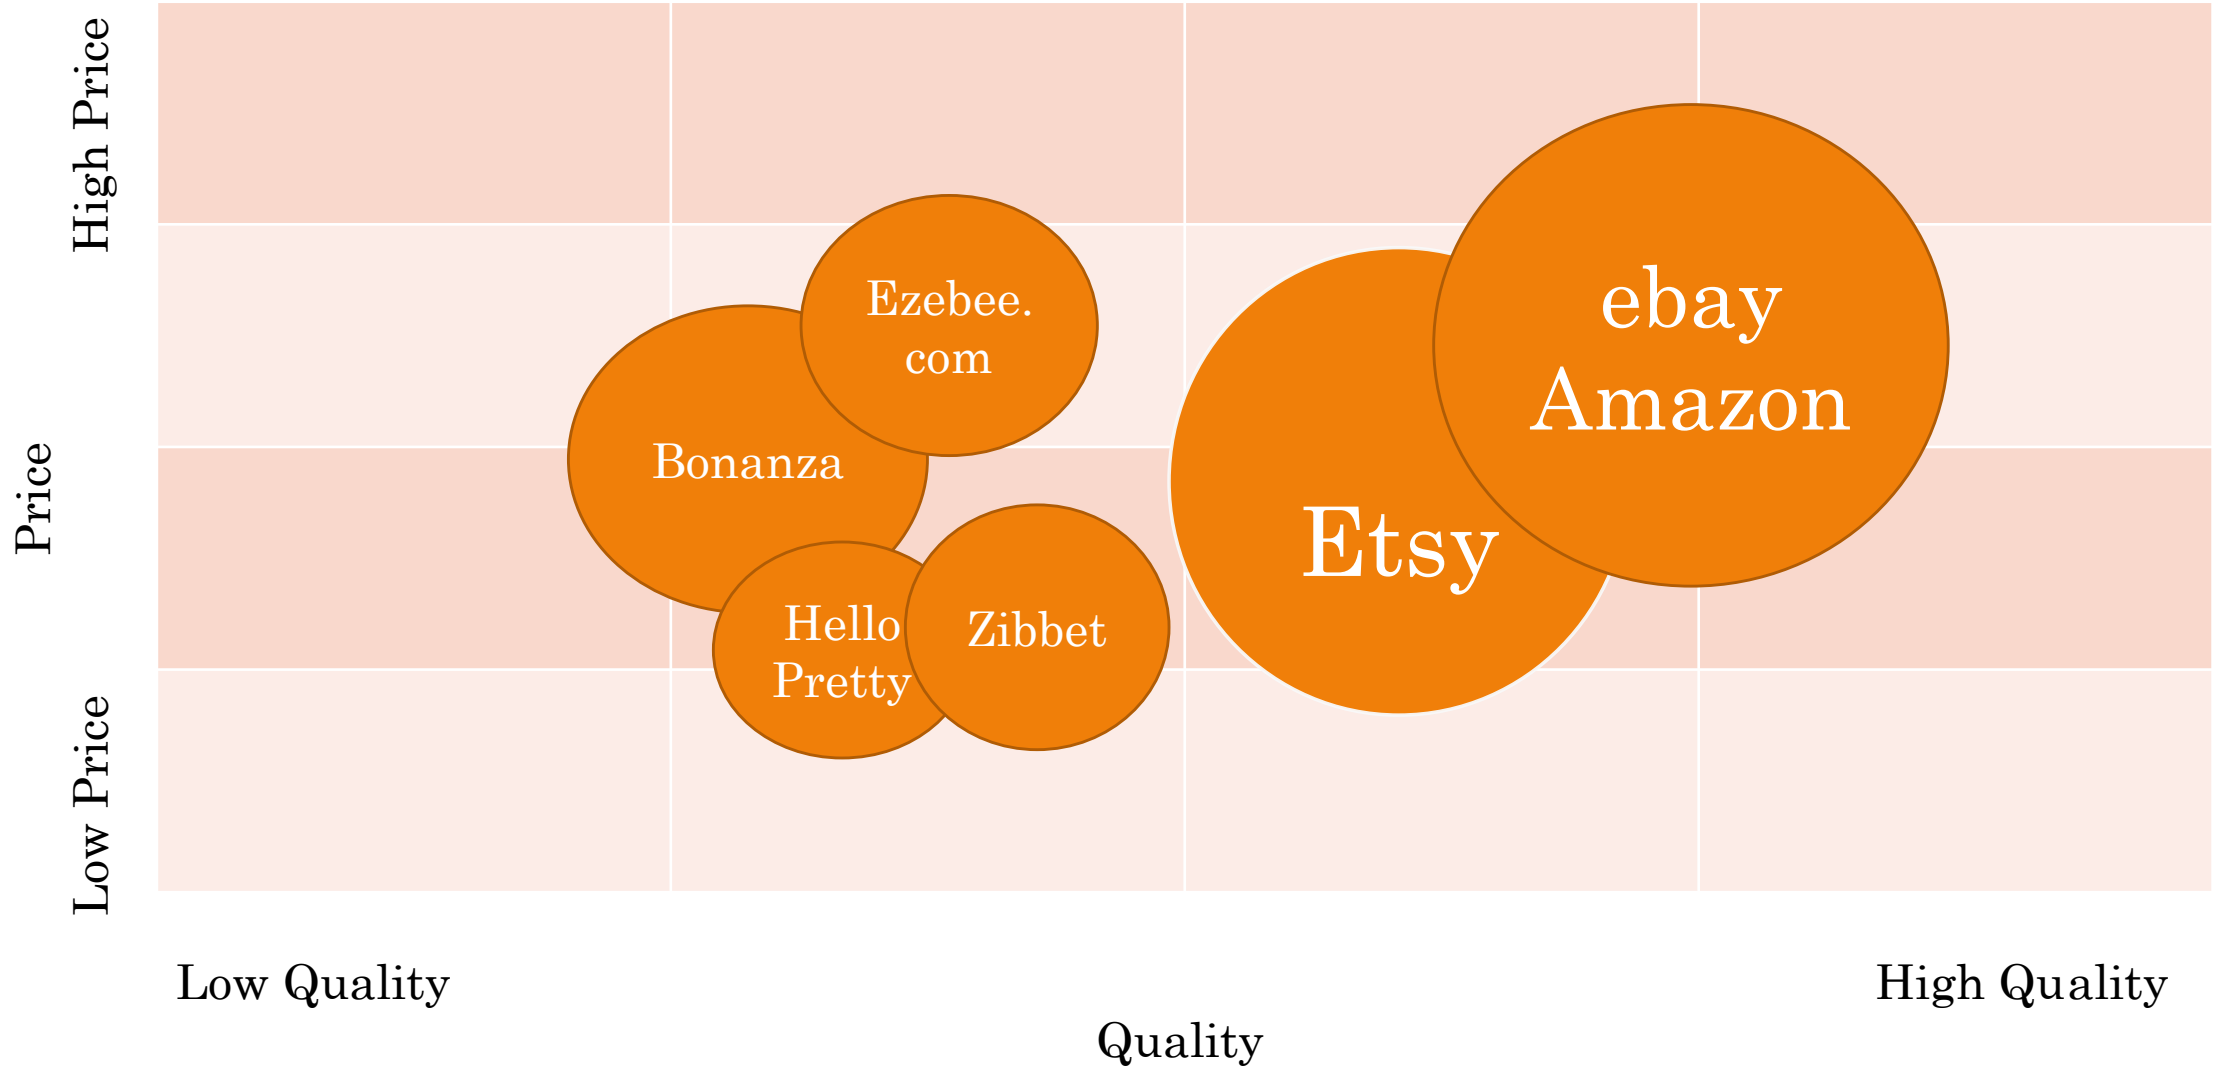 High Price
Price
Low Price
Ezebee.
com
Bonanza
Hello
Pretty
Zibbet
Etsy
ebay
Amazon
Low Quality
High Quality
Quality